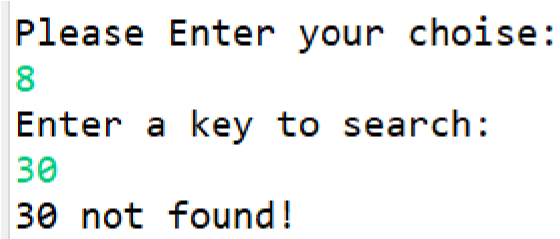 Please Enter your choise:
8
Enter a key to search:
30
30 not found!